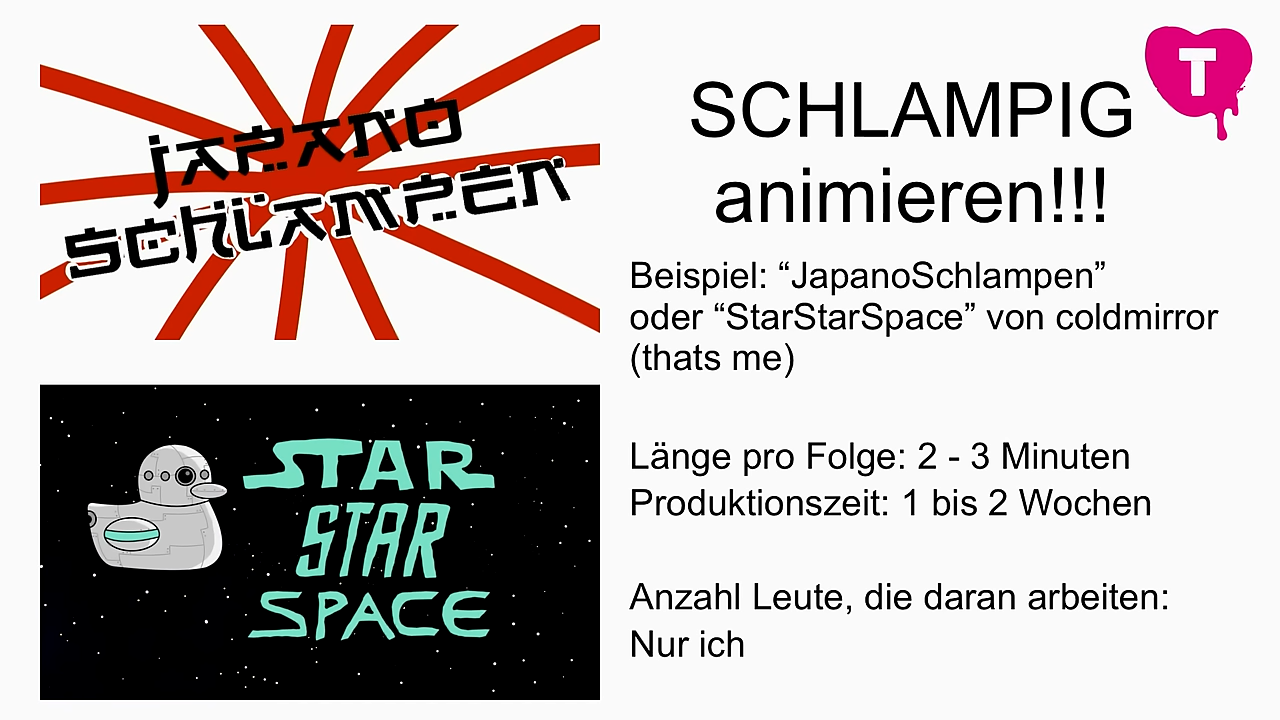 japano
schlampen
STAR
STAR
SPACE
T
SCHLAMPIG
animieren!!!
Beispiel: “JapanoSchlampen”
oder “StarStarSpace” von coldmirror
(thats me)
Länge pro Folge: 2 - 3 Minuten
Produktionszeit: 1 bis 2 Wochen
Anzahl Leute, die daran arbeiten:
Nur ich